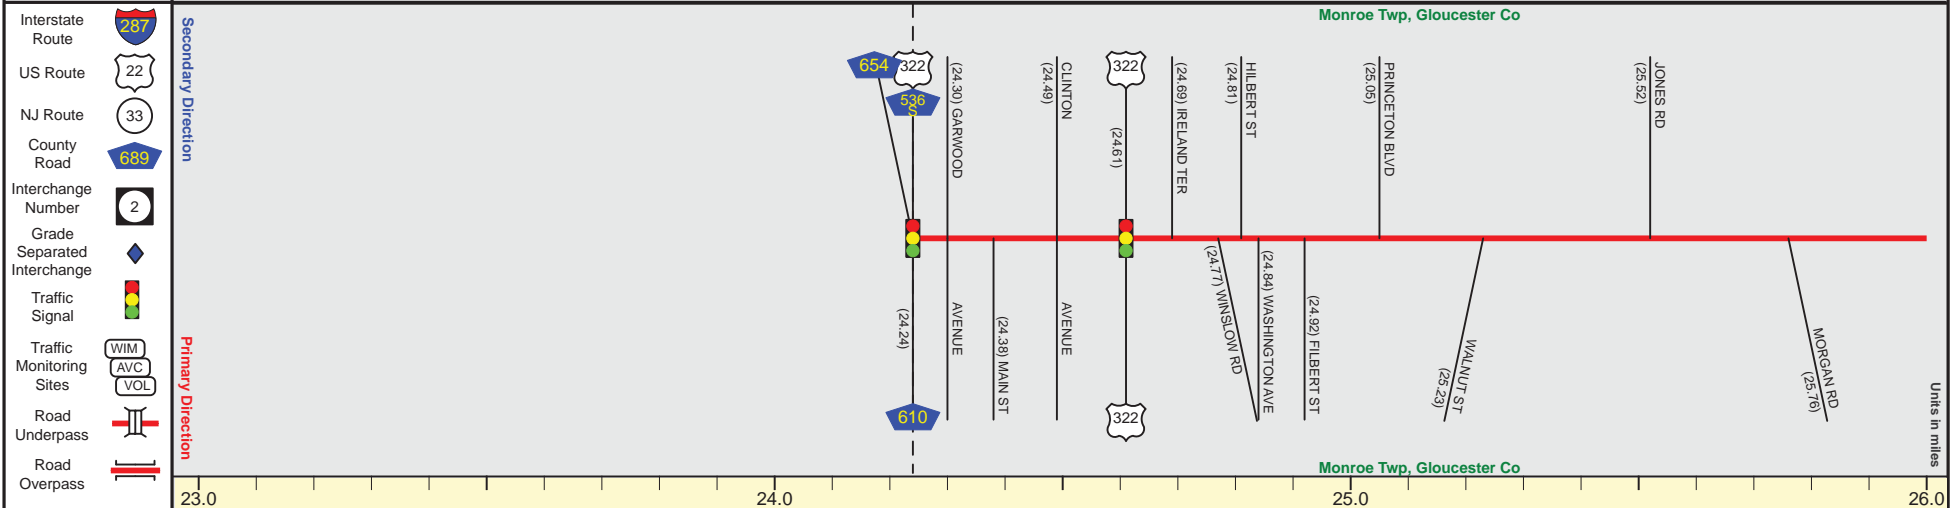 Interstate
Route
287
US Route
22
NJ Route
33
County
Road
689
Interchange
Number
2
Grade
Separated
Interchange
Traffic
Signal
Traffic
Monitoring
Sites
WIM
AVC
VOL
Road
Underpass
Road
Overpass
Secondary Direction
Primary Direction
Monroe Twp, Gloucester Co
654
322
536
S
(24.30) GARWOOD
AVENUE
(24.49)
CLINTON
AVENUE
322
(24.61)
(24.69) IRELAND TER
(24.81)
HILBERT ST
(25.05)
PRINCETON BLVD
(25.52)
JONES RD
(24.24)
610
(24.38) MAIN ST
322
(24.77) WINSLOW RD
(24.84) WASHINGTON AVE
(24.92) FILBERT ST
WALNUT ST
(25.23)
MORGAN RD
(25.76)
Monroe Twp, Gloucester Co
Units in miles
23.0
24.0
25.0
26.0